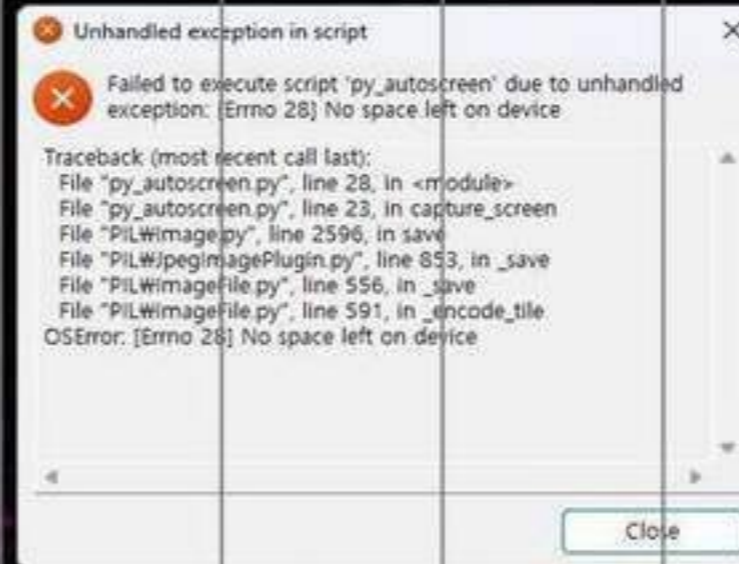 Unhandled exception in script
Failed to execute script 'py_autoscreen' due to unhandled
exception: [Errno 28] No space left on device
Traceback (most recent call last):
File "py_autoscreen.py", line 28, in <module>
File "py_autoscreen.py", line 23, in capture_screen
File "PIL₩Image.py", line 2596, in save
File "PIL₩JpegImagePlugin.py", line 853, in _save
File "PIL₩ImageFile.py", line 556, in _save
File "PIL₩ImageFile.py", line 591, in _encode_tile
OSError: [Errno 28] No space left on device
Close